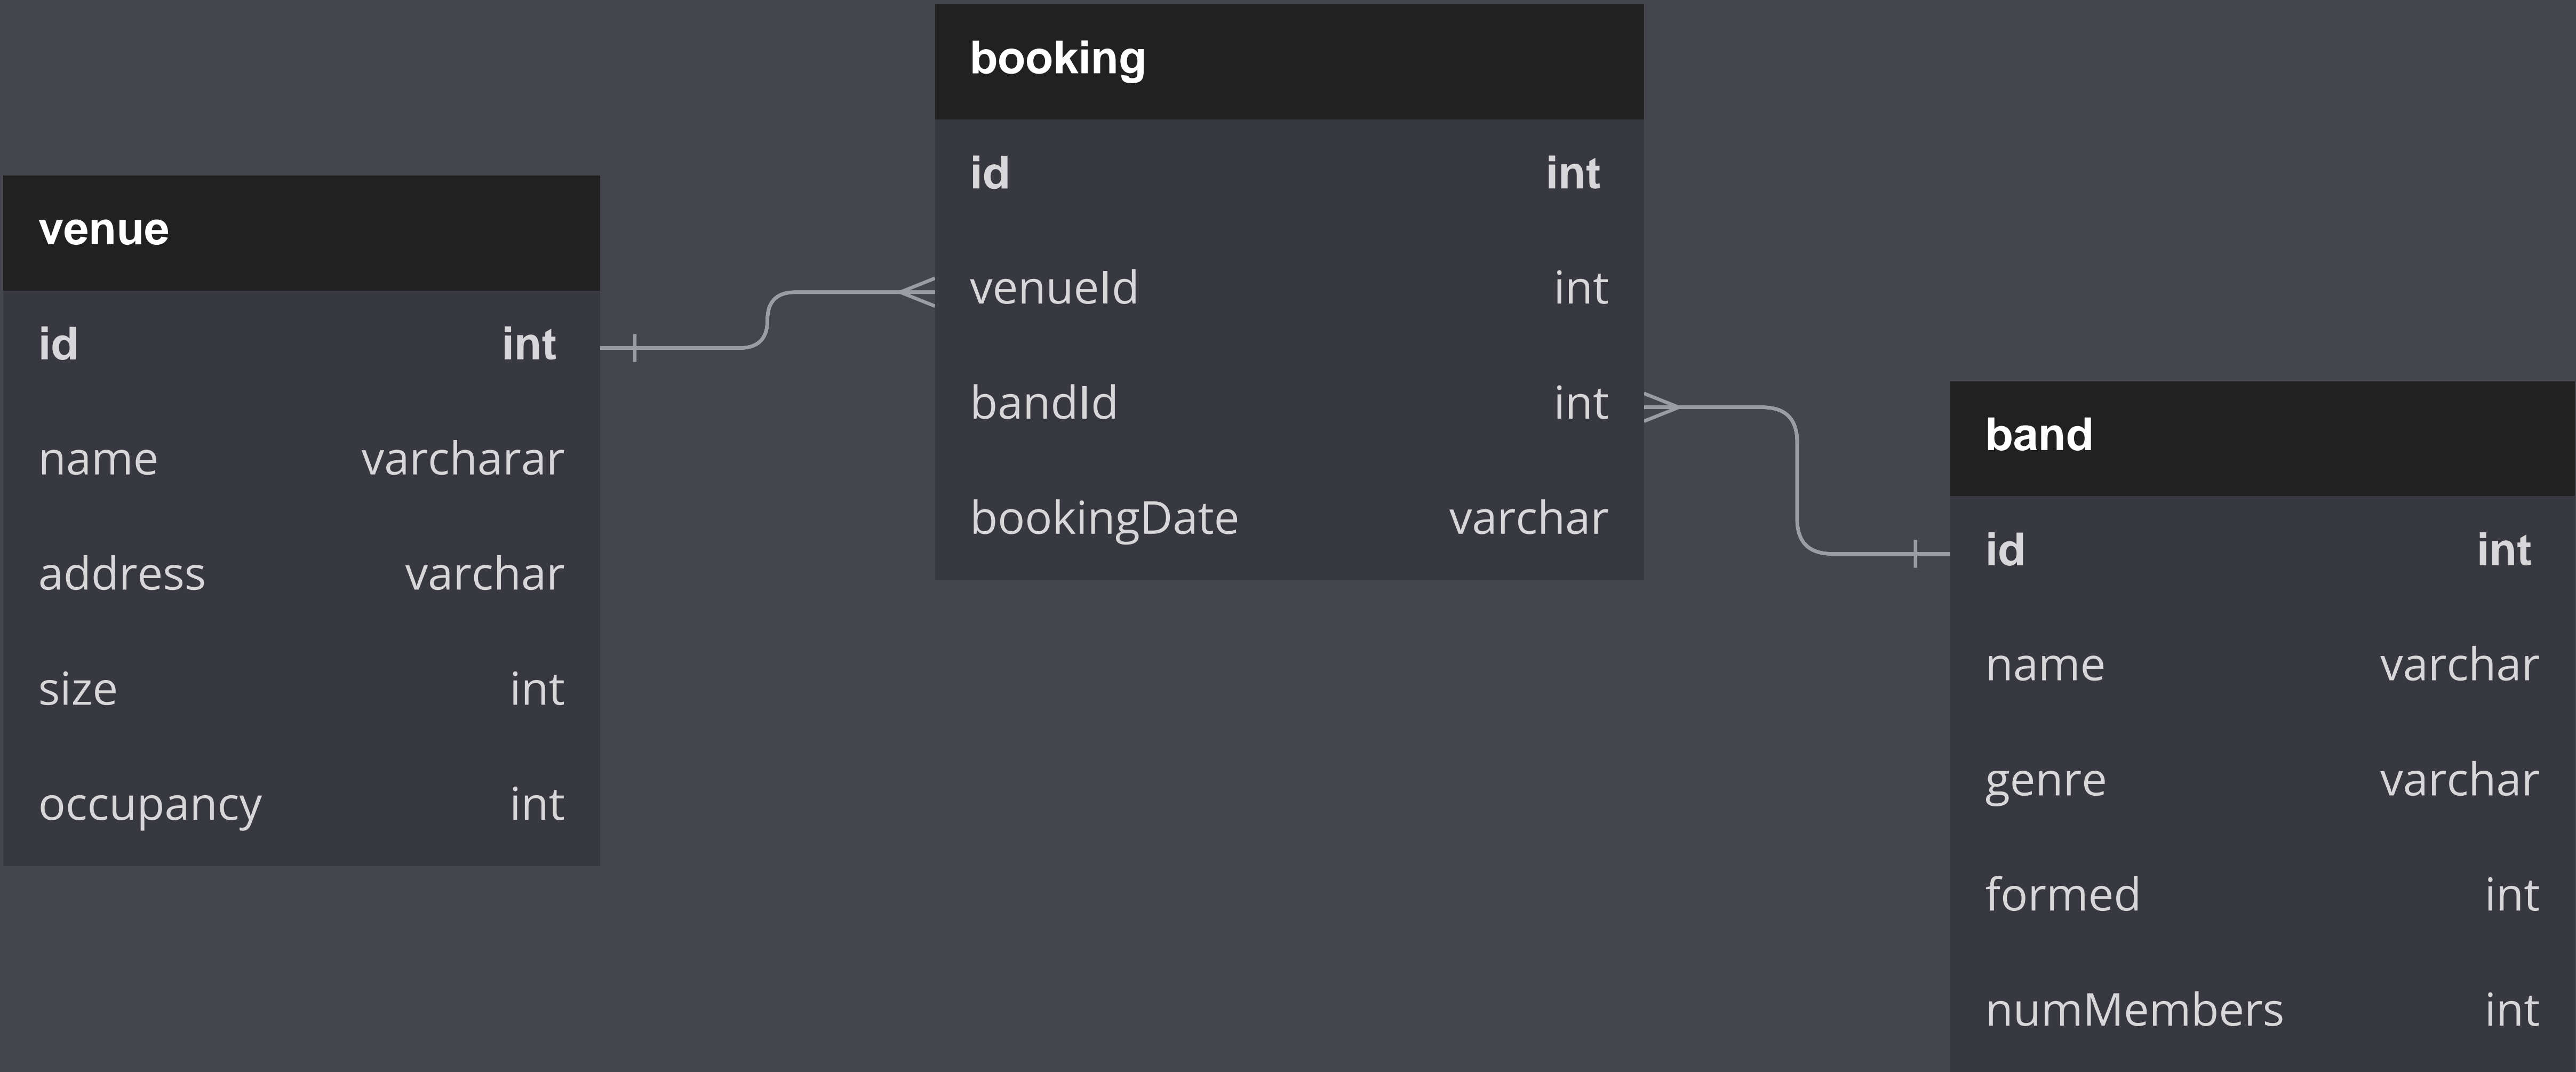 venue
id int
name varcharar
address varchar
size int
occupancy int
booking
id int
venueId int
bandId int
bookingDate varchar
band
id int
name varchar
genre varchar
formed int
numMembers int